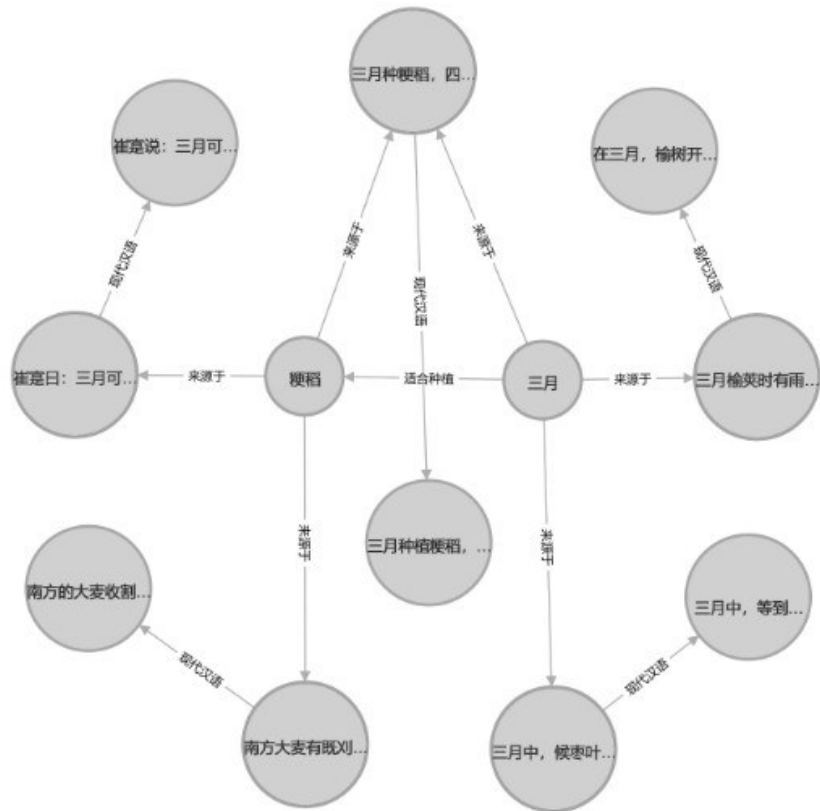 三月种粳稻，四...
崔寔说：三月可...
在三月，榆树开...
现代汉语
来源于
来源于
现代汉语
现代汉语
崔寔曰：三月可...
来源于
粳稻
适合种植
三月
来源于
三月榆荚时有雨...
来源于
三月种植粳稻，...
来源于
南方的大麦收割...
三月中，等到...
现代汉语
现代汉语
南方大麦有既刈...
三月中，候枣叶...